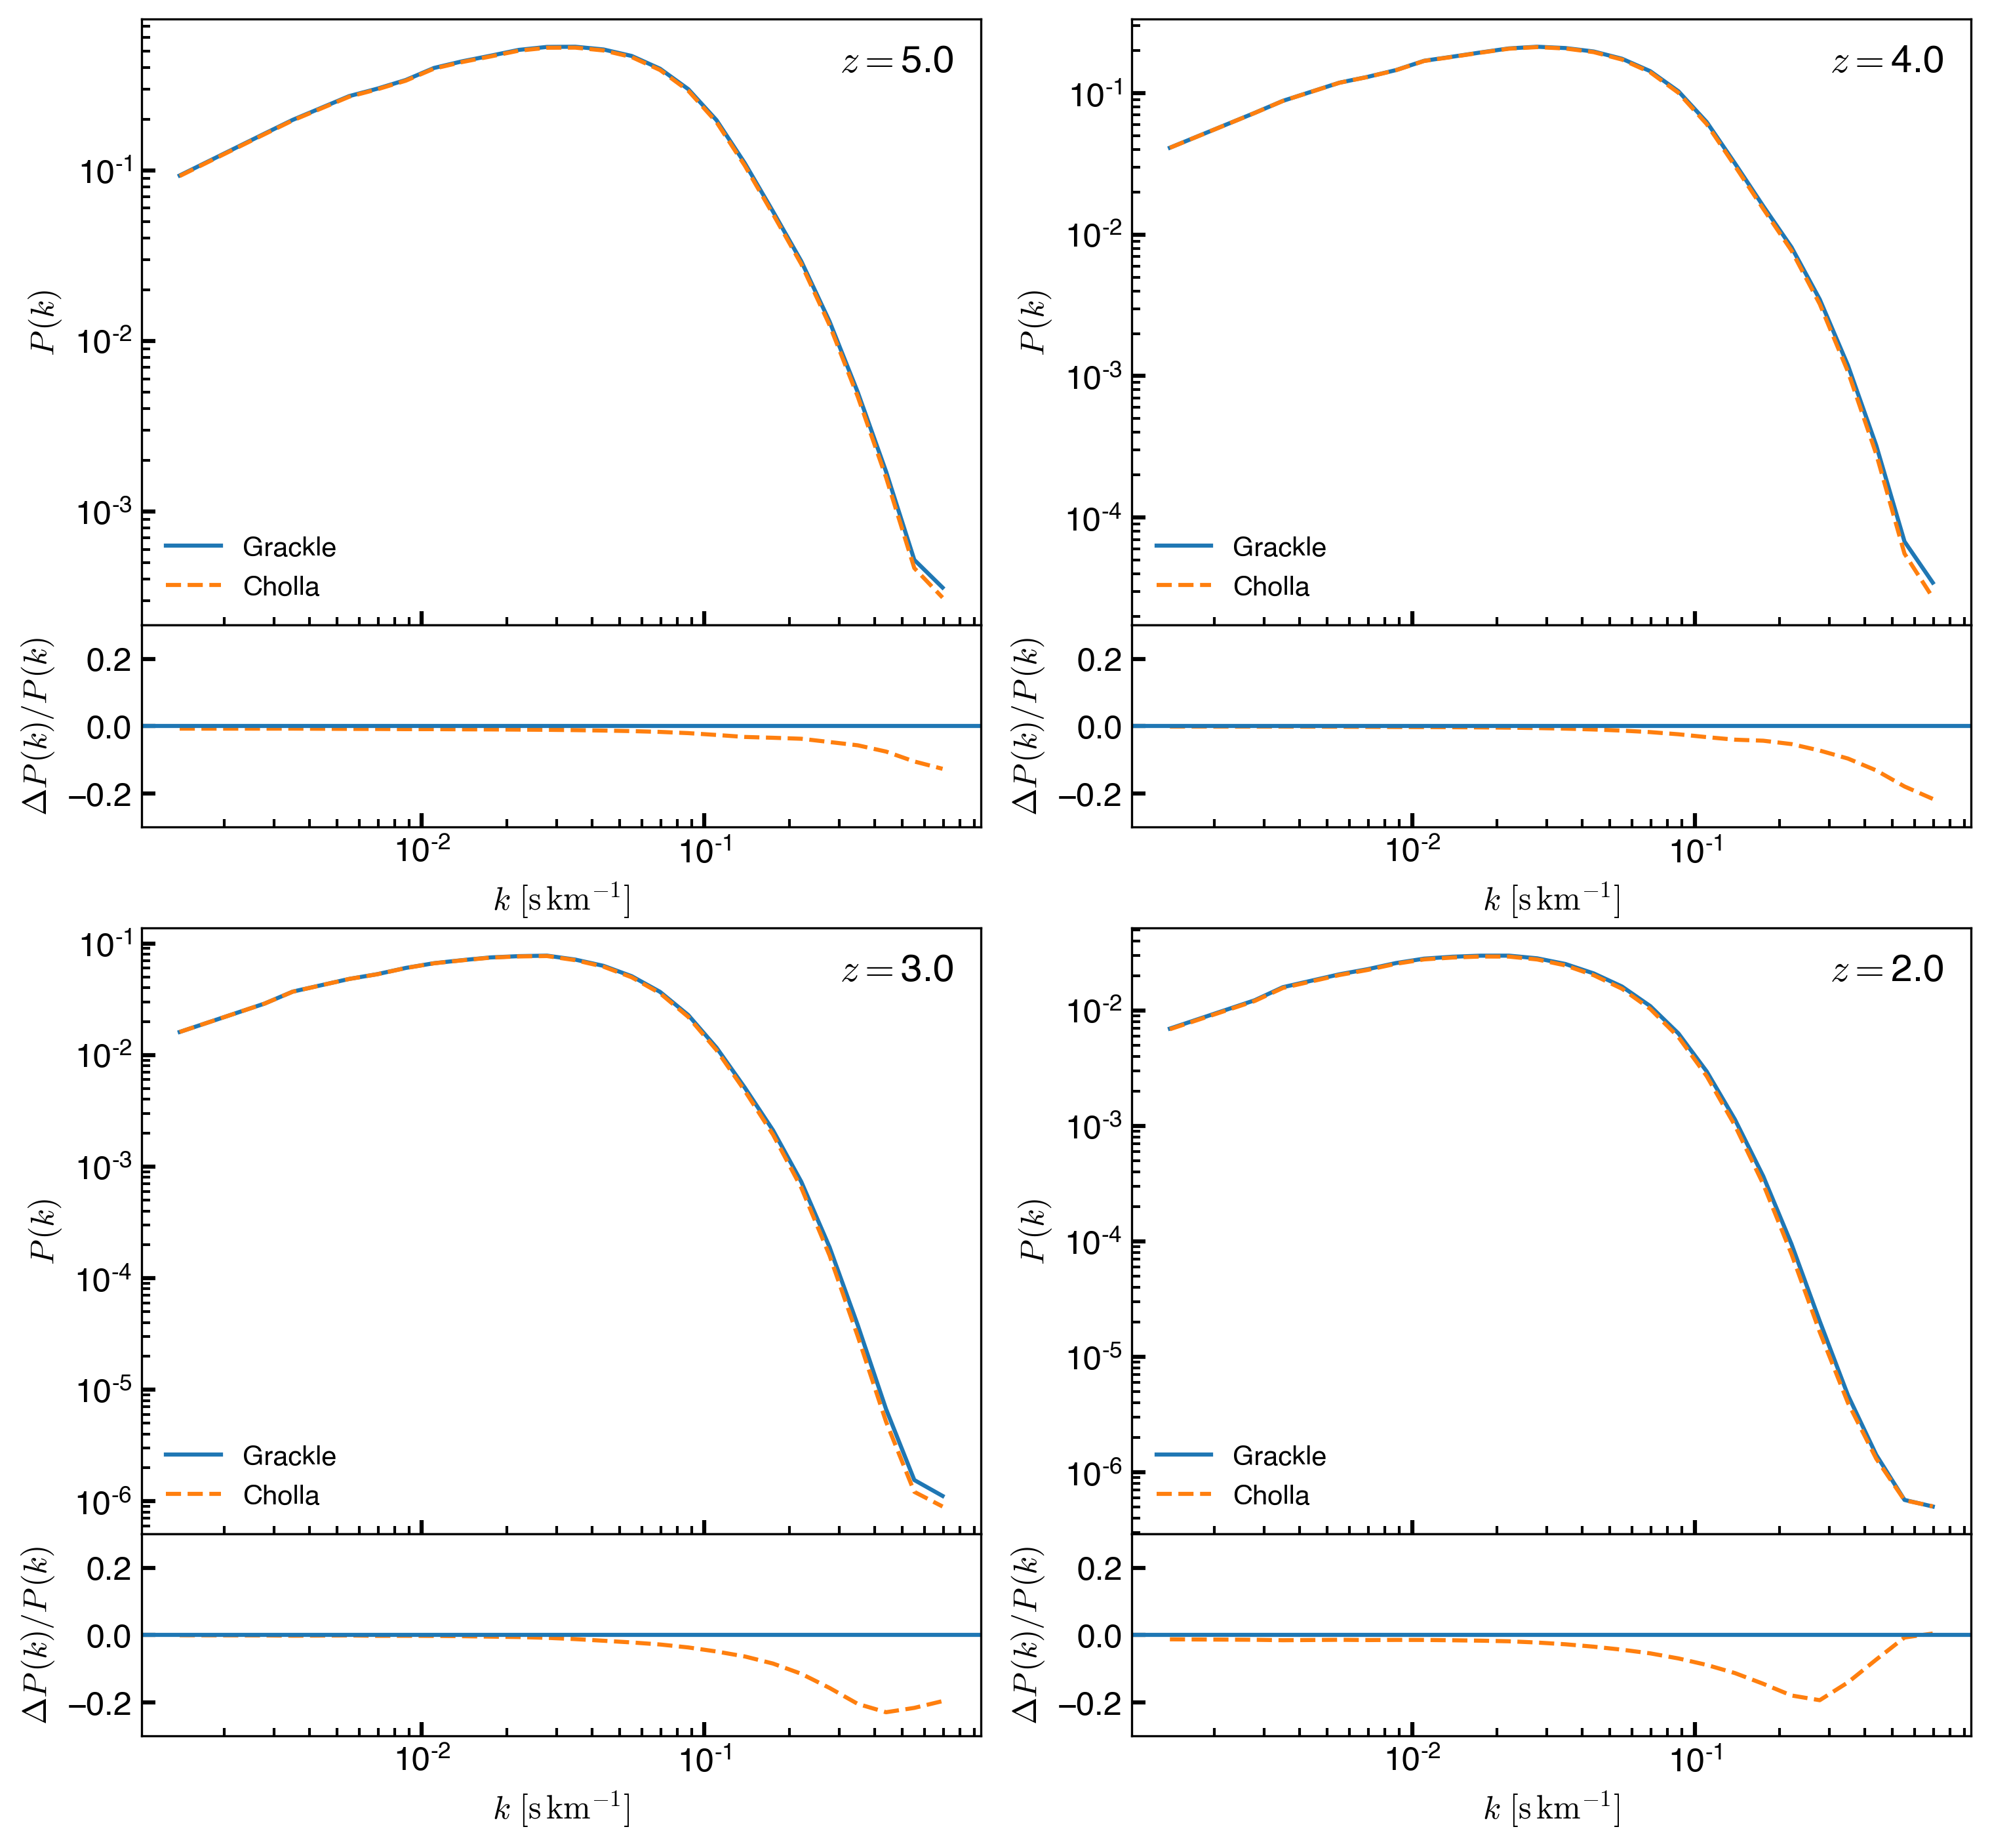 z = 5.0
10⁻¹
10⁻²
10⁻³
P(k)
Grackle
Cholla
0.2
0.0
−0.2
ΔP(k)/P(k)
10⁻² 10⁻¹
k [s km⁻¹]
z = 4.0
10⁻¹
10⁻²
10⁻³
10⁻⁴
P(k)
Grackle
Cholla
0.2
0.0
−0.2
ΔP(k)/P(k)
10⁻² 10⁻¹
k [s km⁻¹]
z = 3.0
10⁻¹
10⁻²
10⁻³
10⁻⁴
10⁻⁵
10⁻⁶
P(k)
Grackle
Cholla
0.2
0.0
−0.2
ΔP(k)/P(k)
10⁻² 10⁻¹
k [s km⁻¹]
z = 2.0
10⁻²
10⁻³
10⁻⁴
10⁻⁵
10⁻⁶
P(k)
Grackle
Cholla
0.2
0.0
−0.2
ΔP(k)/P(k)
10⁻² 10⁻¹
k [s km⁻¹]